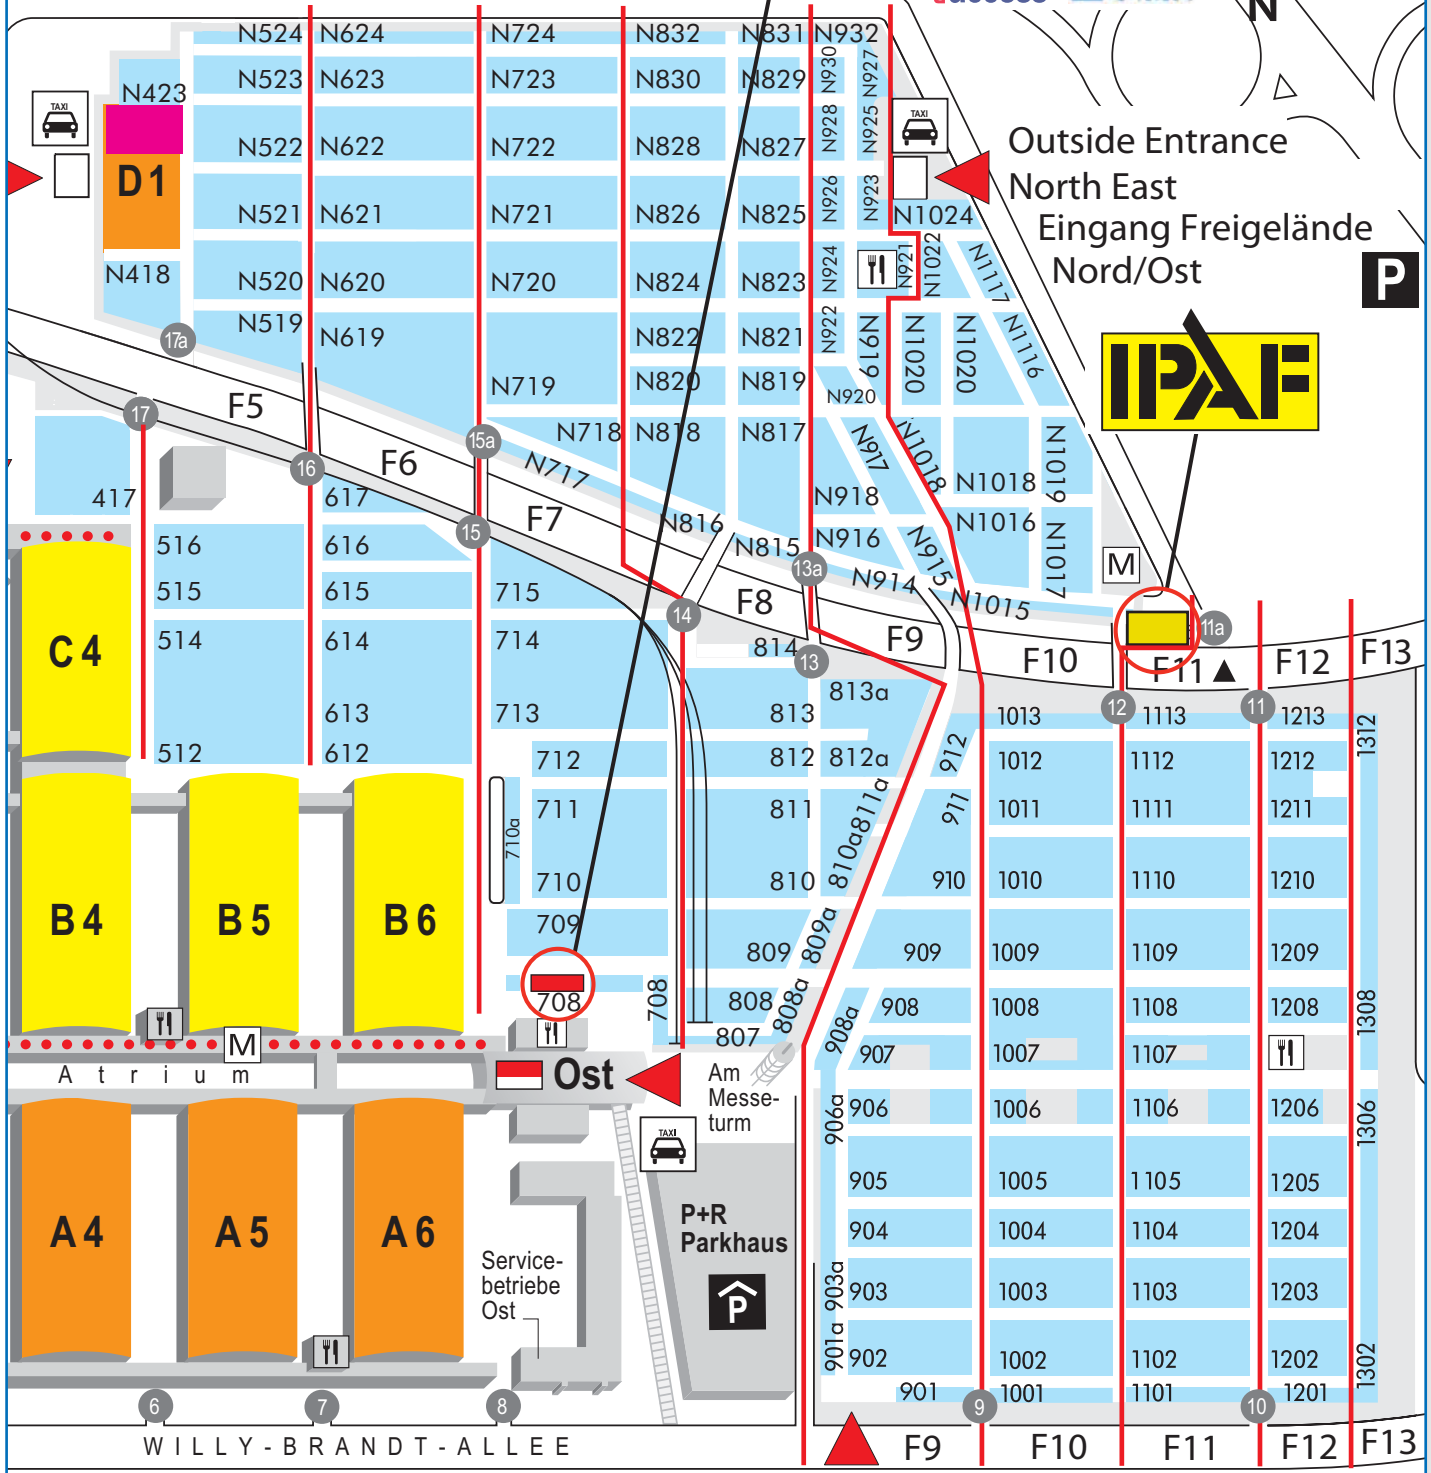 N
N524 N624 N724 N832 N831 N932
N523 N623 N723 N830 N829 N930 N927
N423
TAXI
TAXI
N522 N622 N722 N828 N827 N928 N925
Outside Entrance
North East
Eingang Freigelände
Nord/Ost
P
D1
N521 N621 N721 N826 N825 N926 N923 N1024
N418 N520 N620 N720 N824 N823 N924 N921 N1022 N1117
N519 N619 N822 N821 N922 N919 N1020 N1020 N1116
IPAF
17a
N719 N820 N819 N920
17 F5
15a N718 N818 N817 N917 N1018 N1019
16 F6 N717 N918 N1018
417 617
15 F7 N816 N815 N916 N915 N1016 N1017
516 616
13a N914 N1015
M
515 615 715
14 F8 F9 F10 F11 F12 F13
11a
C4
514 614 714 814 13
813a
613 713 813 12 11
1013 1113 1213 1312
512 612 712 812 812a 912 1012 1112 1212
710a 711 811 810a 811a 911 1011 1111 1211
710 810 910 1010 1110 1210
B4 B5 B6
709 809 809a 909 1009 1109 1209
708 708 808 808a 908a 908 1008 1108 1208 1308
M
807 907 1007 1107
Atrium
Ost
Am
Messe-
turm
906a 906 1006 1106 1206 1306
TAXI
905 1005 1105 1205
A4 A5 A6
P+R
Parkhaus
P
904 1004 1104 1204
Service-
betriebe
Ost
903a 903 1003 1103 1203
901a 902 1002 1102 1202 1302
901 1001 1101 1201
6 7 8 9 10
WILLY-BRANDT-ALLEE
F9 F10 F11 F12 F13